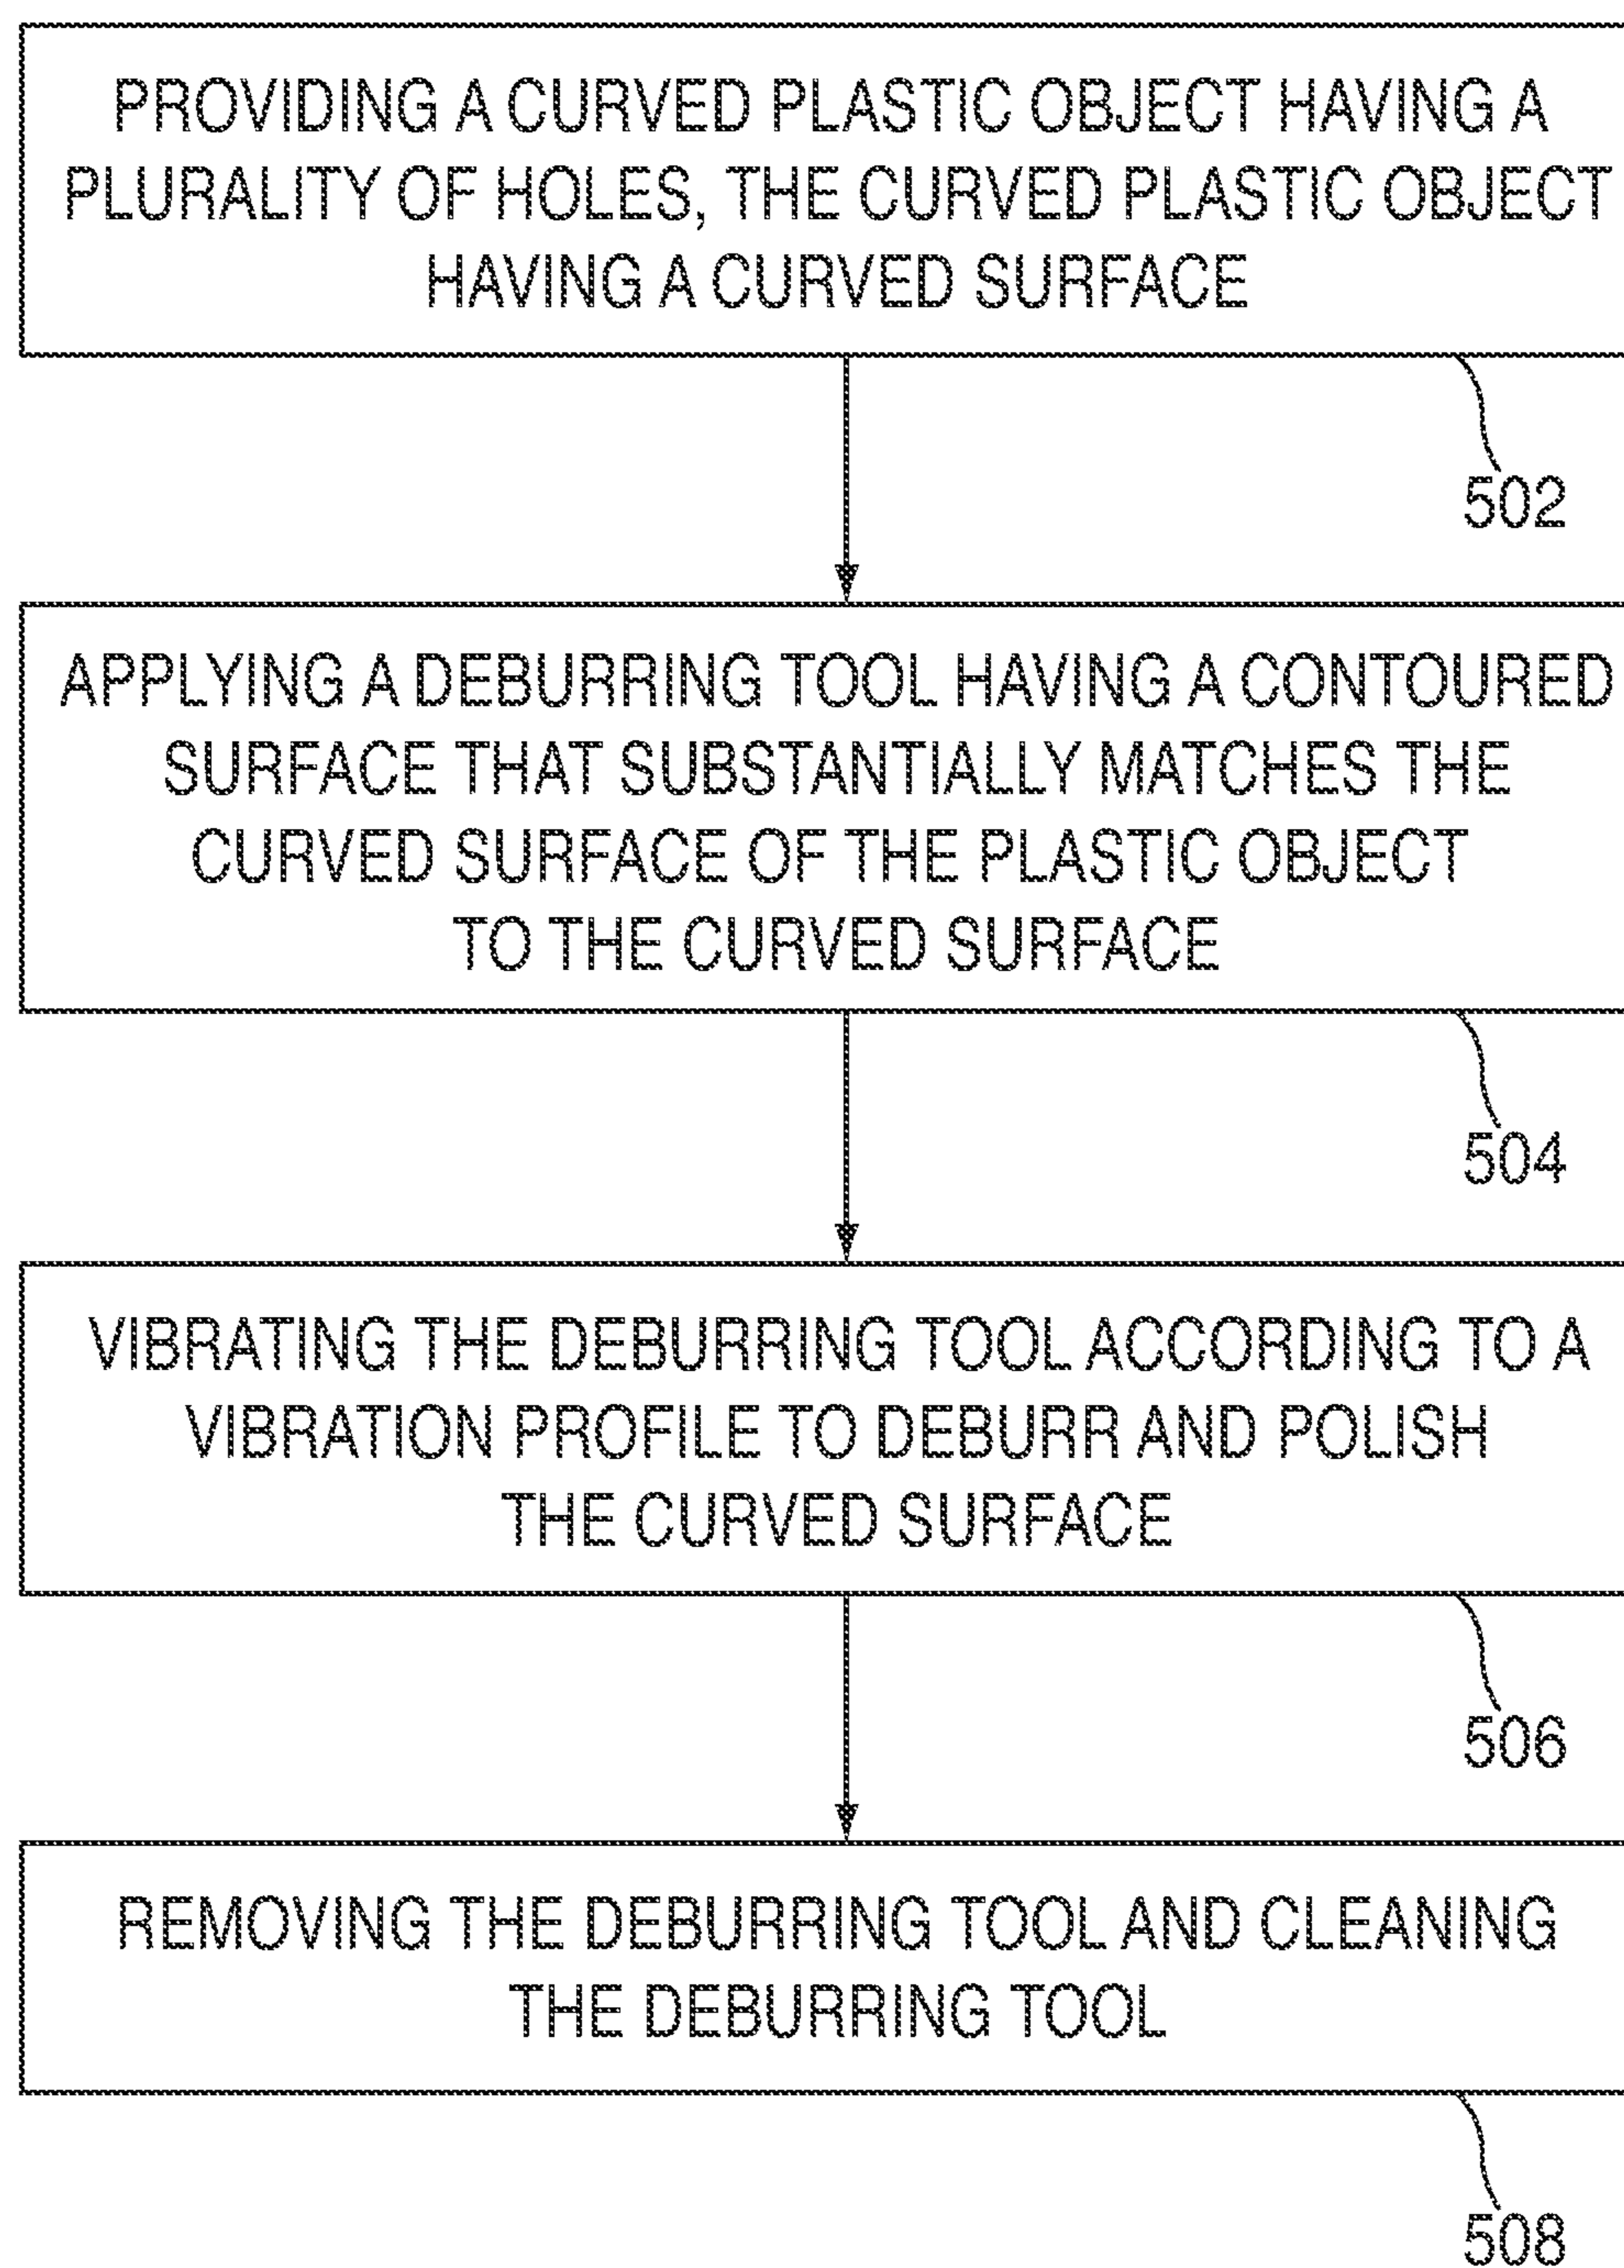 PROVIDING A CURVED PLASTIC OBJECT HAVING A
PLURALITY OF HOLES, THE CURVED PLASTIC OBJECT
HAVING A CURVED SURFACE
502
APPLYING A DEBURRING TOOL HAVING A CONTOURED
SURFACE THAT SUBSTANTIALLY MATCHES THE
CURVED SURFACE OF THE PLASTIC OBJECT
TO THE CURVED SURFACE
504
VIBRATING THE DEBURRING TOOL ACCORDING TO A
VIBRATION PROFILE TO DEBURR AND POLISH
THE CURVED SURFACE
506
REMOVING THE DEBURRING TOOL AND CLEANING
THE DEBURRING TOOL
508